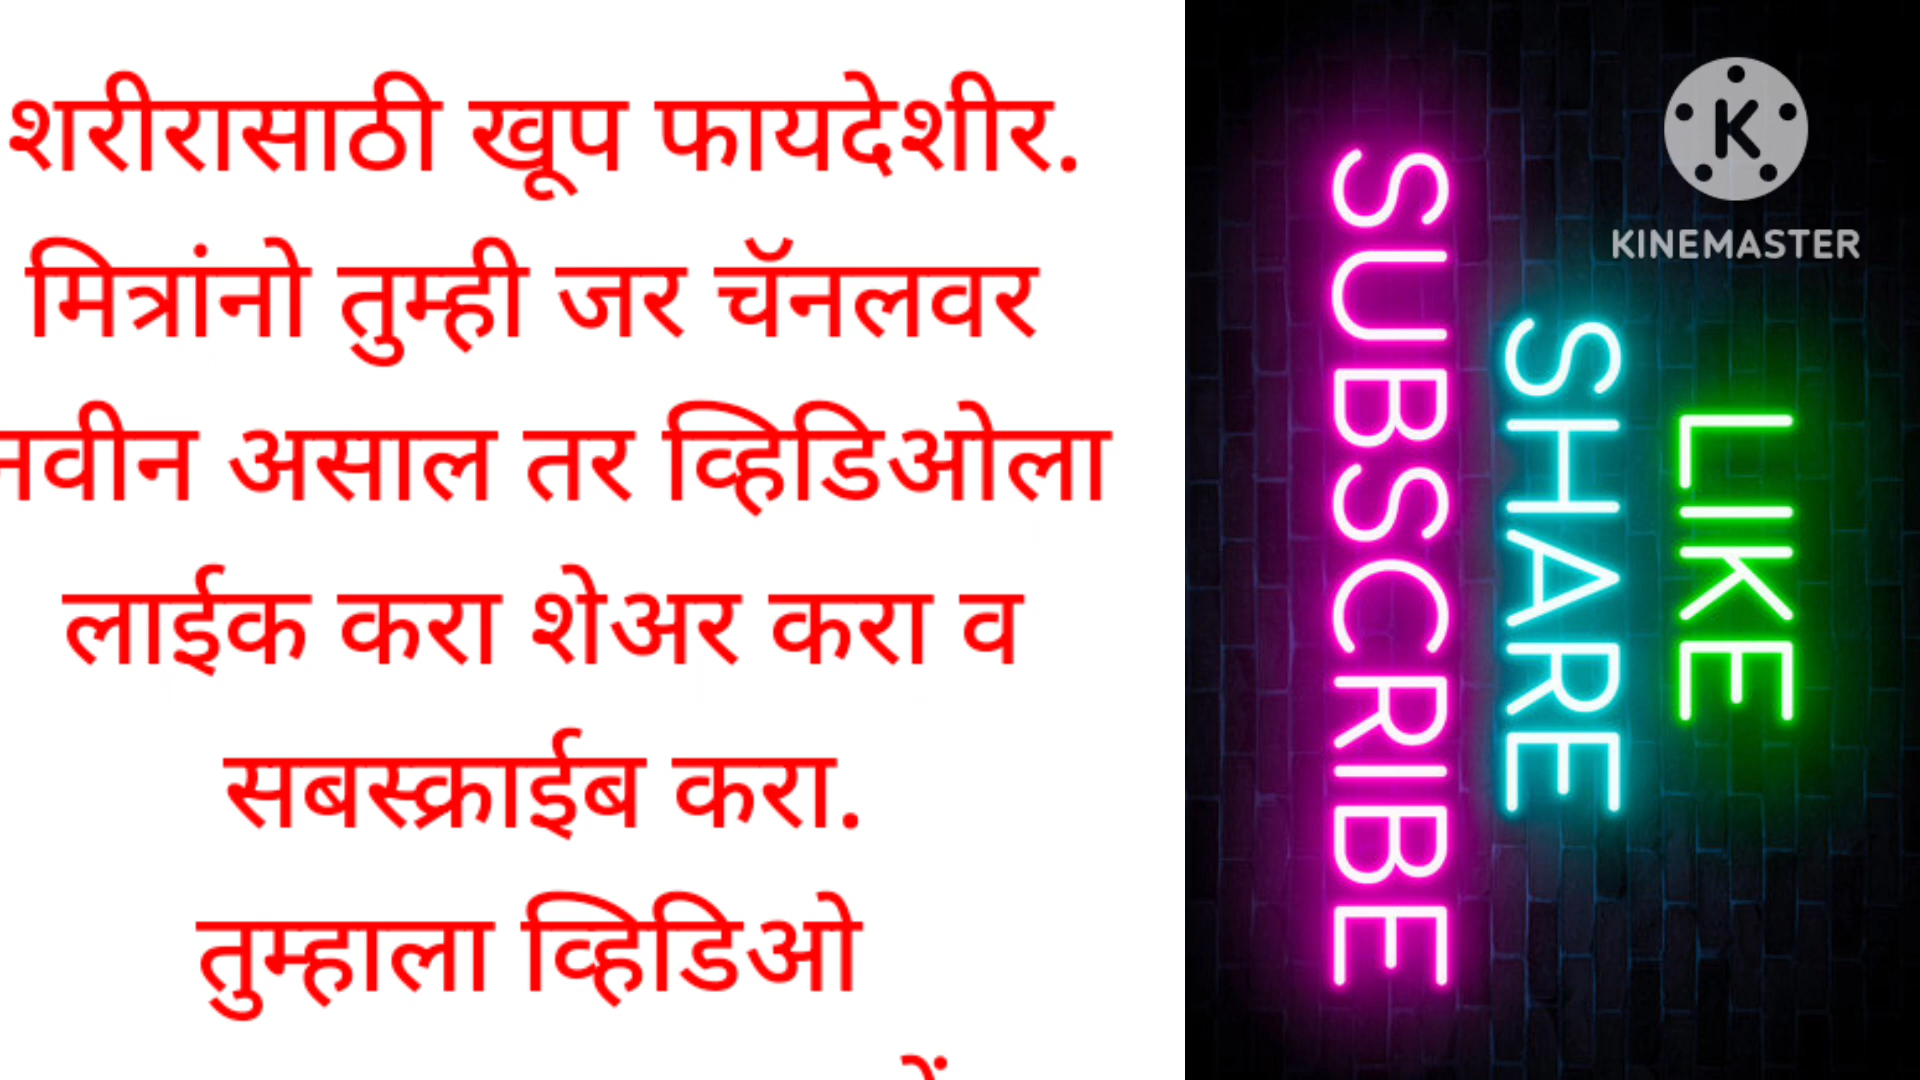 शरीरासाठी खूप फायदेशीर.
मित्रांनो तुम्ही जर चॅनलवर
नवीन असाल तर व्हिडिओला
लाईक करा शेअर करा व
सबस्क्राईब करा.
तुम्हाला व्हिडिओ
LIKE
SHARE
SUBSCRIBE
KINEMASTER